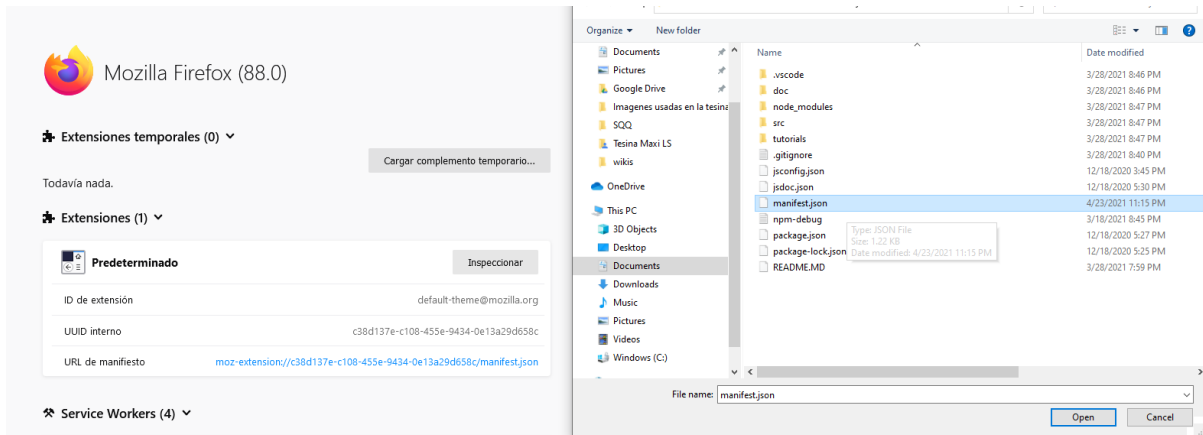 Mozilla Firefox (88.0)
Extensiones temporales (0)
Cargar complemento temporario...
Todavía nada.
Extensiones (1)
Predeterminado
Inspeccionar
ID de extensión default-theme@mozilla.org
UUID interno c38d137e-c108-455e-9434-0e13a29d658c
URL de manifiesto moz-extension://c38d137e-c108-455e-9434-0e13a29d658c/manifest.json
Service Workers (4)
Organize New folder
Documents
Pictures
Google Drive
Imagenes usadas en la tesina
SQQ
Tesina Maxi LS
wikis
OneDrive
This PC
3D Objects
Desktop
Documents
Downloads
Music
Pictures
Videos
Windows (C:)
Name Date modified
.vscode 3/28/2021 8:46 PM
doc 3/28/2021 8:46 PM
node_modules 3/28/2021 8:47 PM
src 3/28/2021 8:47 PM
tutorials 3/28/2021 8:47 PM
.gitignore 3/28/2021 8:40 PM
jsconfig.json 12/18/2020 3:45 PM
jsdoc.json 12/18/2020 5:30 PM
manifest.json 4/23/2021 11:15 PM
npm-debug 3/18/2021 8:45 PM
package.json 12/18/2020 5:27 PM
package-lock.json 12/18/2020 5:25 PM
README.MD 3/28/2021 7:59 PM
Type: JSON File
Size: 1.22 KB
Date modified: 4/23/2021 11:15 PM
File name: manifest.json
Open Cancel